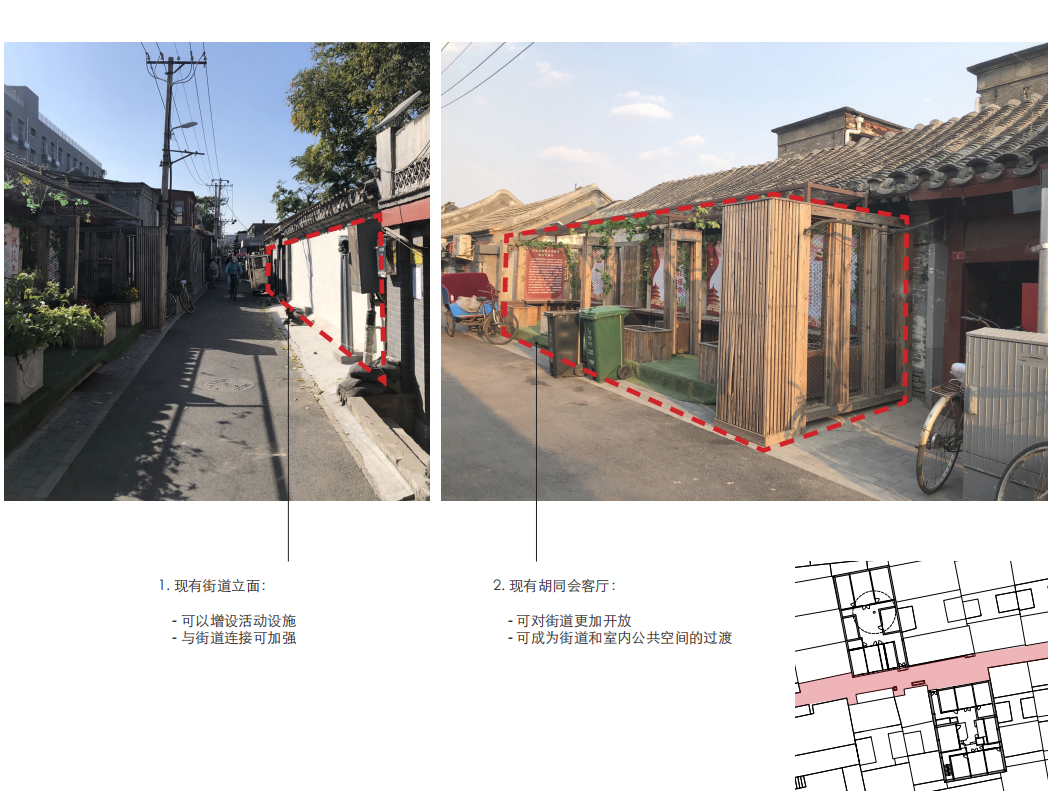 1. 现有街道立面：
- 可以增设活动设施
- 与街道连接可加强
2. 现有胡同会客厅：
- 可对街道更加开放
- 可成为街道和室内公共空间的过渡